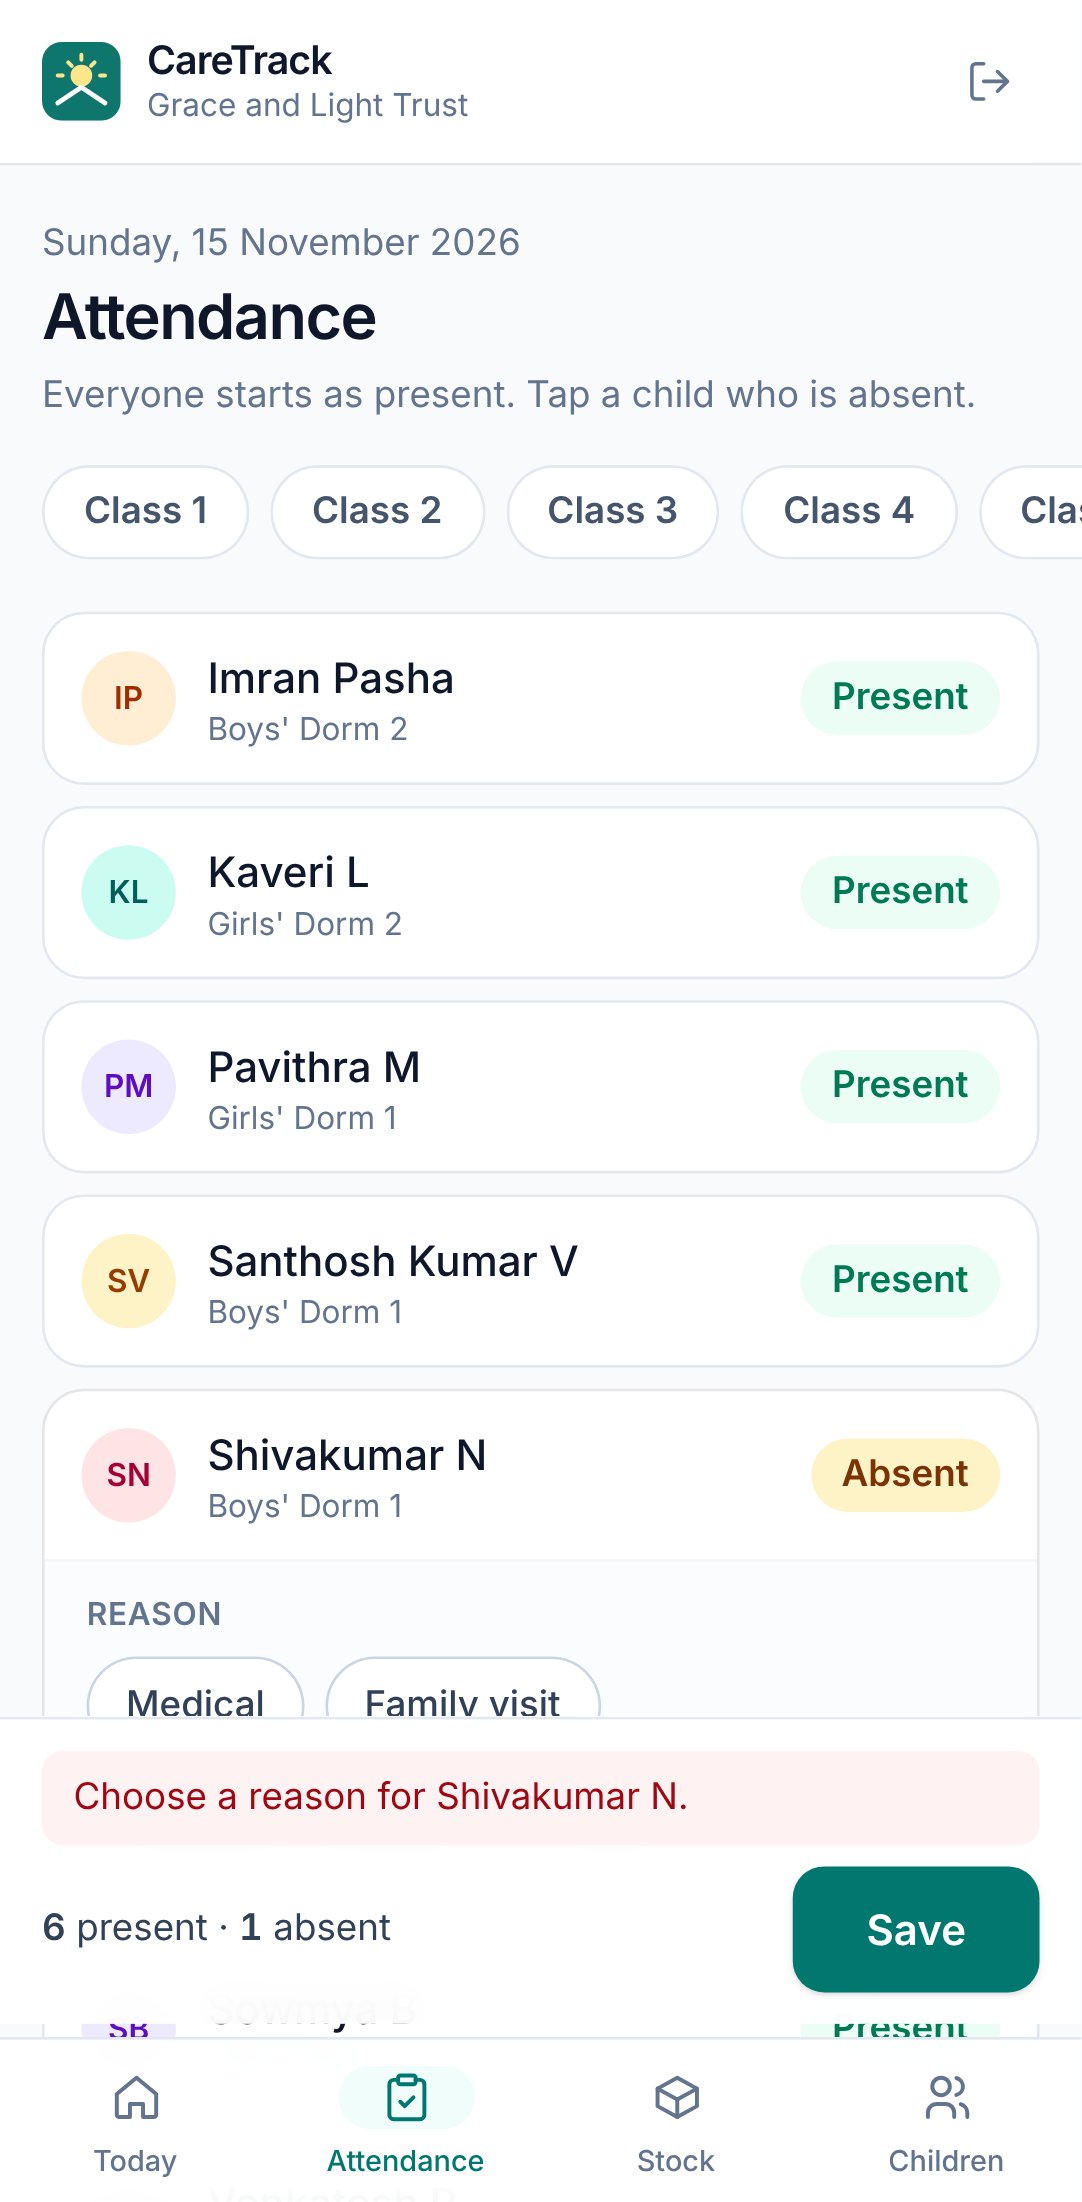 CareTrack
Grace and Light Trust
Sunday, 15 November 2026
Attendance
Everyone starts as present. Tap a child who is absent.
Class 1 Class 2 Class 3 Class 4 Clas
IP Imran Pasha Present
Boys' Dorm 2
KL Kaveri L Present
Girls' Dorm 2
PM Pavithra M Present
Girls' Dorm 1
SV Santhosh Kumar V Present
Boys' Dorm 1
SN Shivakumar N Absent
Boys' Dorm 1
REASON
Medical Family visit
Choose a reason for Shivakumar N.
6 present · 1 absent Save
SB Sowmya B Present
Today Attendance Stock Children